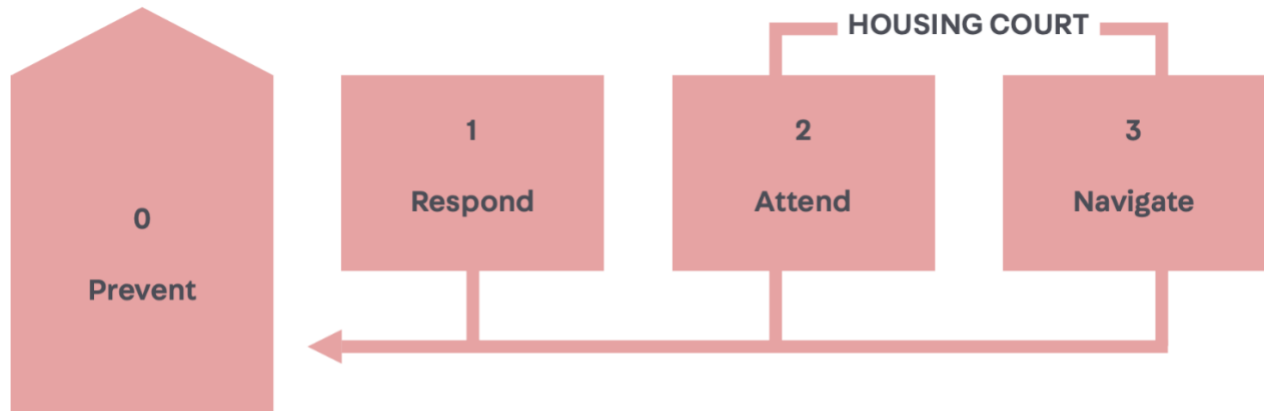 HOUSING COURT
0
Prevent
1
Respond
2
Attend
3
Navigate